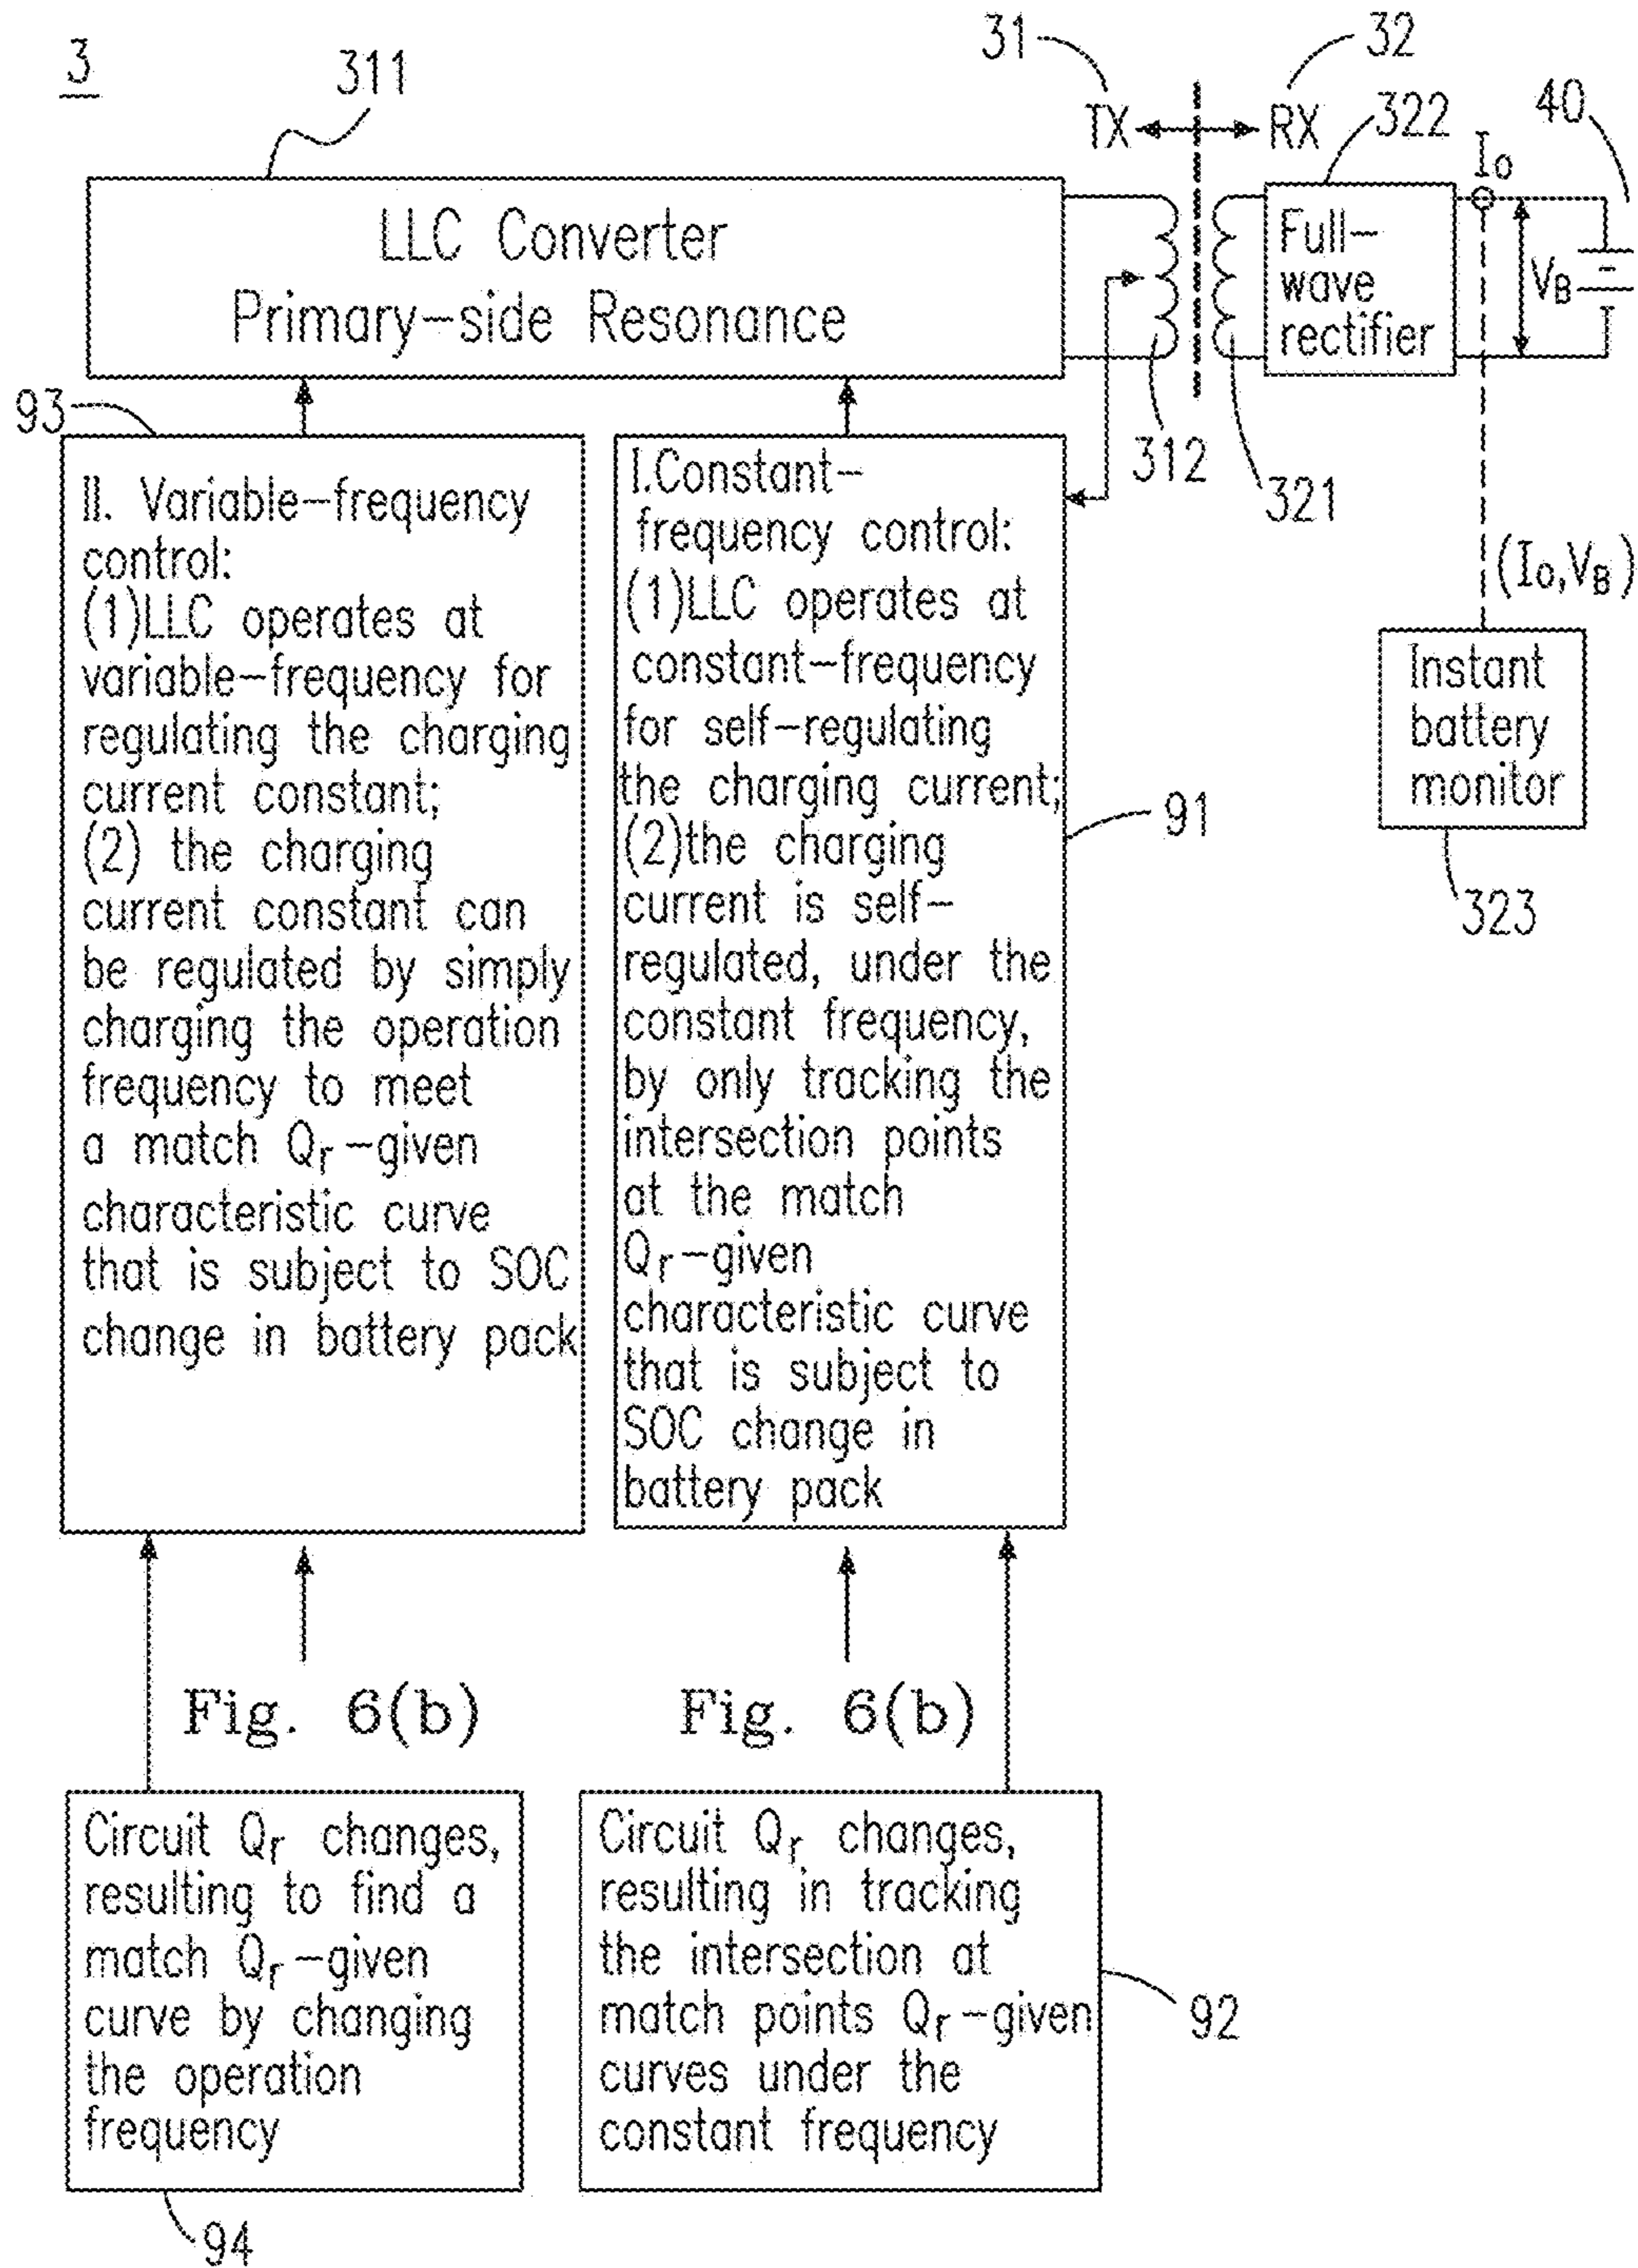 3
311
31
32
TX
RX
322
Io
40
LLC Converter
Primary-side Resonance
Full-
wave
rectifier
VB
93
312
321
II. Variable-frequency
control:
(1)LLC operates at
variable-frequency for
regulating the charging
current constant;
(2) the charging
current constant can
be regulated by simply
charging the operation
frequency to meet
a match Qr-given
characteristic curve
that is subject to SOC
change in battery pack
I.Constant-
frequency control:
(1)LLC operates at
constant-frequency
for self-regulating
the charging current;
(2)the charging
current is self-
regulated, under the
constant frequency,
by only tracking the
intersection points
at the match
Qr-given
characteristic curve
that is subject to
SOC change in
battery pack
91
(Io,VB)
Instant
battery
monitor
323
Fig. 6(b)
Fig. 6(b)
Circuit Qr changes,
resulting to find a
match Qr-given
curve by changing
the operation
frequency
94
Circuit Qr changes,
resulting in tracking
the intersection at
match points Qr-given
curves under the
constant frequency
92